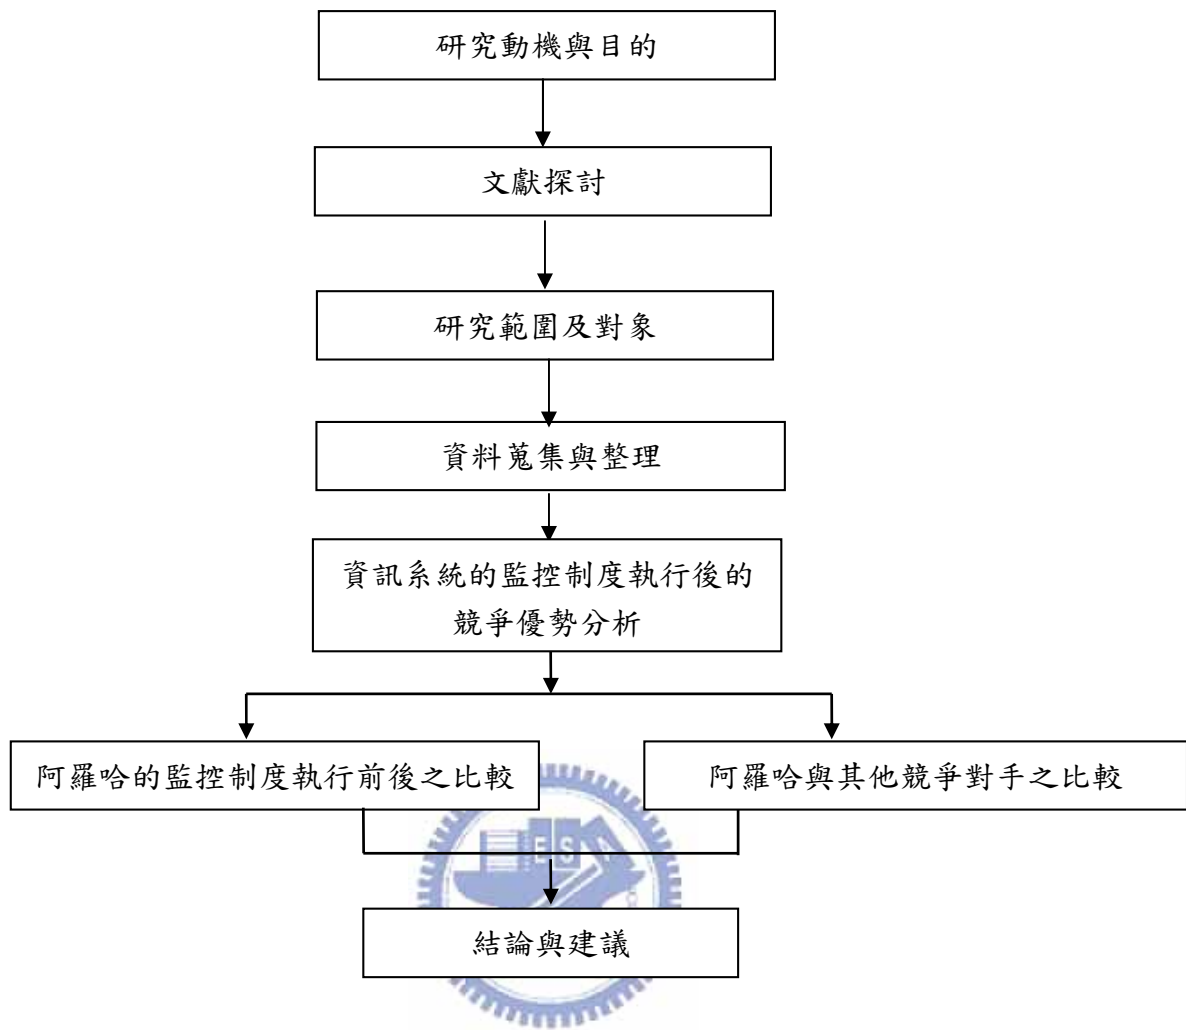 研究動機與目的
文獻探討
研究範圍及對象
資料蒐集與整理
資訊系統的監控制度執行後的
競爭優勢分析
阿羅哈的監控制度執行前後之比較
阿羅哈與其他競爭對手之比較
ES
結論與建議